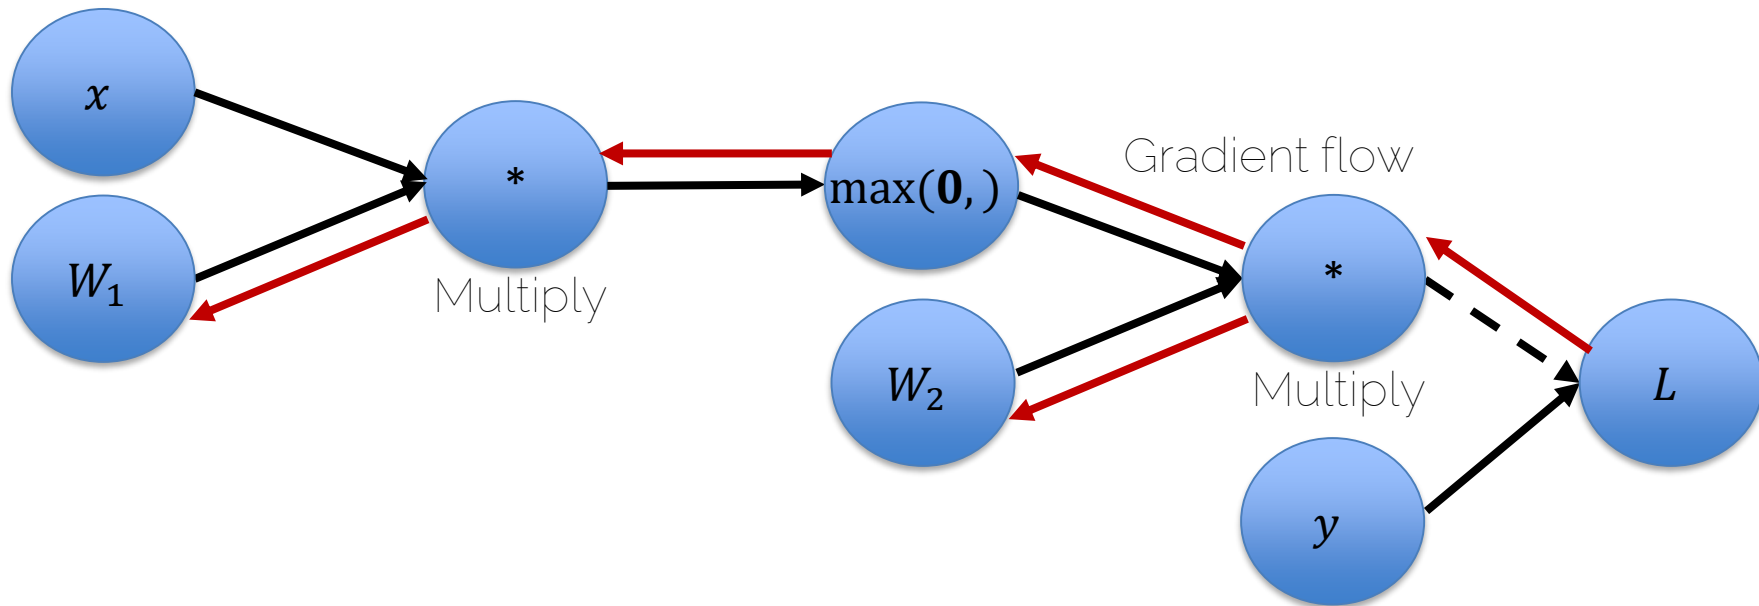 x
W₁
*
Multiply
max(0, )
Gradient flow
W₂
*
Multiply
y
L